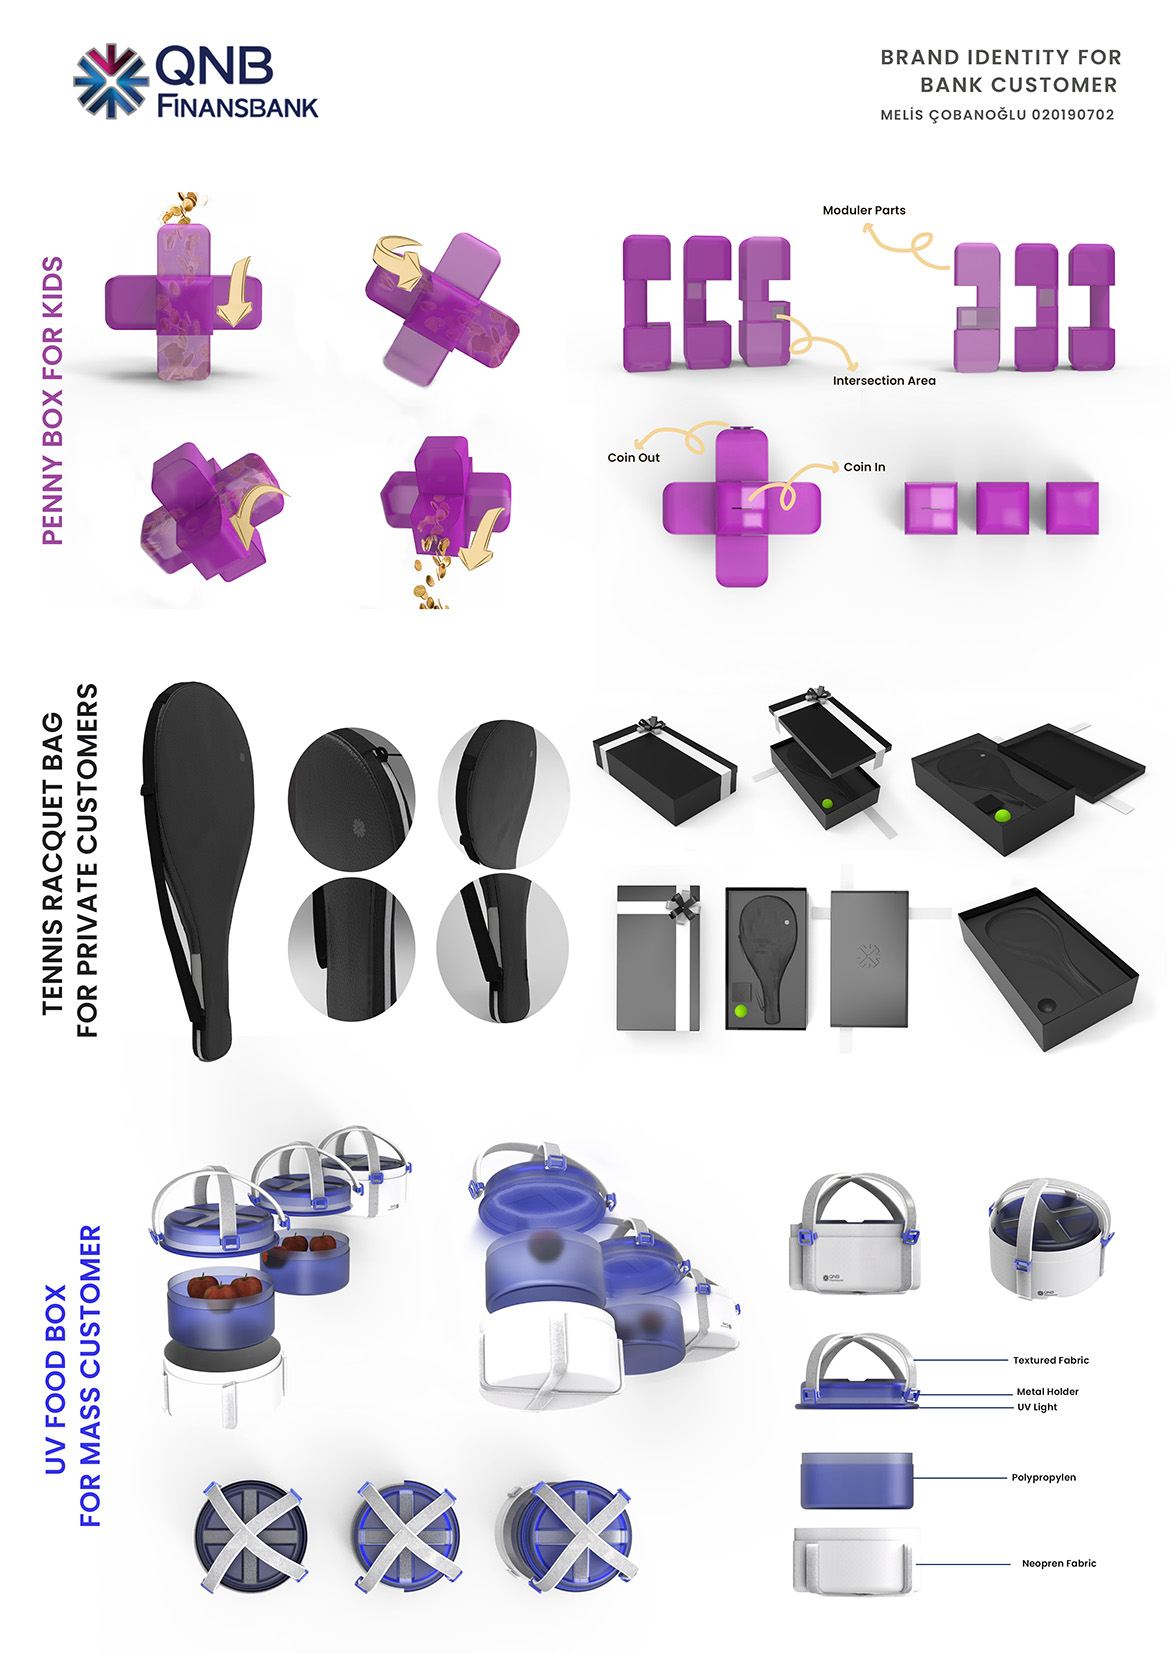 QNB
FINANSBANK
BRAND IDENTITY FOR
BANK CUSTOMER
MELİS ÇOBANOĞLU 020190702
PENNY BOX FOR KIDS
Moduler Parts
Intersection Area
Coin Out
Coin In
TENNIS RACQUET BAG
FOR PRIVATE CUSTOMERS
UV FOOD BOX
FOR MASS CUSTOMER
QNB
QNB
Textured Fabric
Metal Holder
UV Light
Polypropylen
Neopren Fabric